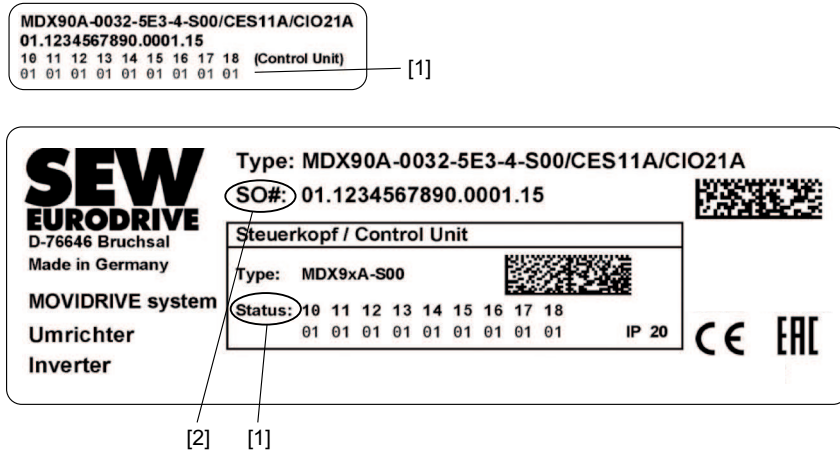 MDX90A-0032-5E3-4-S00/CES11A/CIO21A
01.1234567890.0001.15
10 11 12 13 14 15 16 17 18 (Control Unit)
01 01 01 01 01 01 01 01 01
[1]
SEW
EURODRIVE
D-76646 Bruchsal
Made in Germany
MOVIDRIVE system
Umrichter
Inverter
Type: MDX90A-0032-5E3-4-S00/CES11A/CIO21A
SO#: 01.1234567890.0001.15
Steuerkopf / Control Unit
Type: MDX9xA-S00
Status: 10 11 12 13 14 15 16 17 18
01 01 01 01 01 01 01 01 01 IP 20
CE EAC
[2] [1]